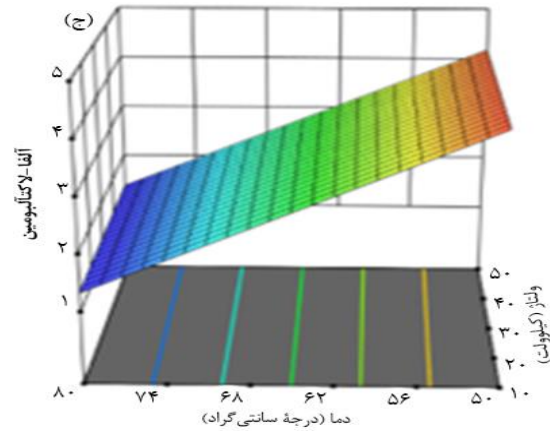 (ج)
۵
۴
۳
۲
۱
آلفا-لاکتآلبومین
۸۰ ۷۴ ۶۸ ۶۲ ۵۶ ۵۰
دما (درجهٔ سانتی‌گراد)
۵۰
۴۰
۳۰
۲۰
۱۰
ولتاژ (کیلوولت)